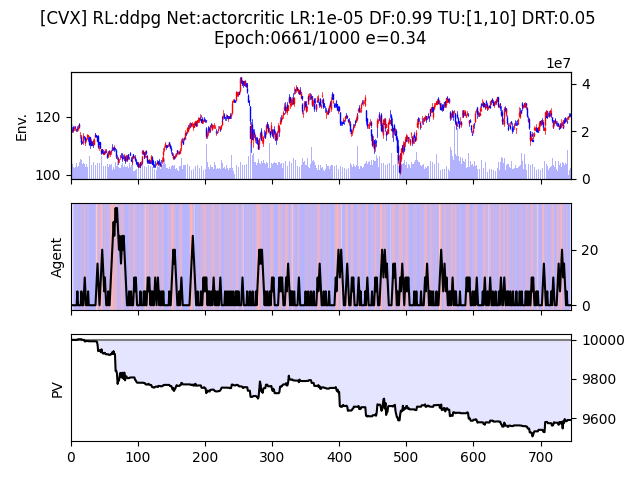 [CVX] RL:ddpg Net:actorcritic LR:1e-05 DF:0.99 TU:[1,10] DRT:0.05
Epoch:0661/1000 e=0.34
1e7
Env.
120
100
4
2
0
Agent
20
0
PV
10000
9800
9600
0 100 200 300 400 500 600 700